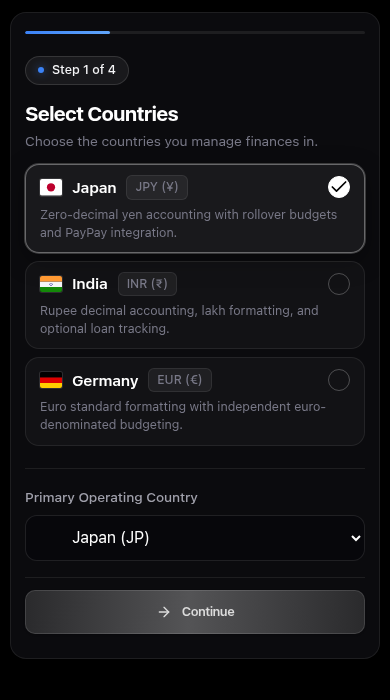 Step 1 of 4
Select Countries
Choose the countries you manage finances in.
Japan JPY (¥)
Zero-decimal yen accounting with rollover budgets
and PayPay integration.
India INR (₹)
Rupee decimal accounting, lakh formatting, and
optional loan tracking.
Germany EUR (€)
Euro standard formatting with independent euro-
denominated budgeting.
Primary Operating Country
Japan (JP)
Continue